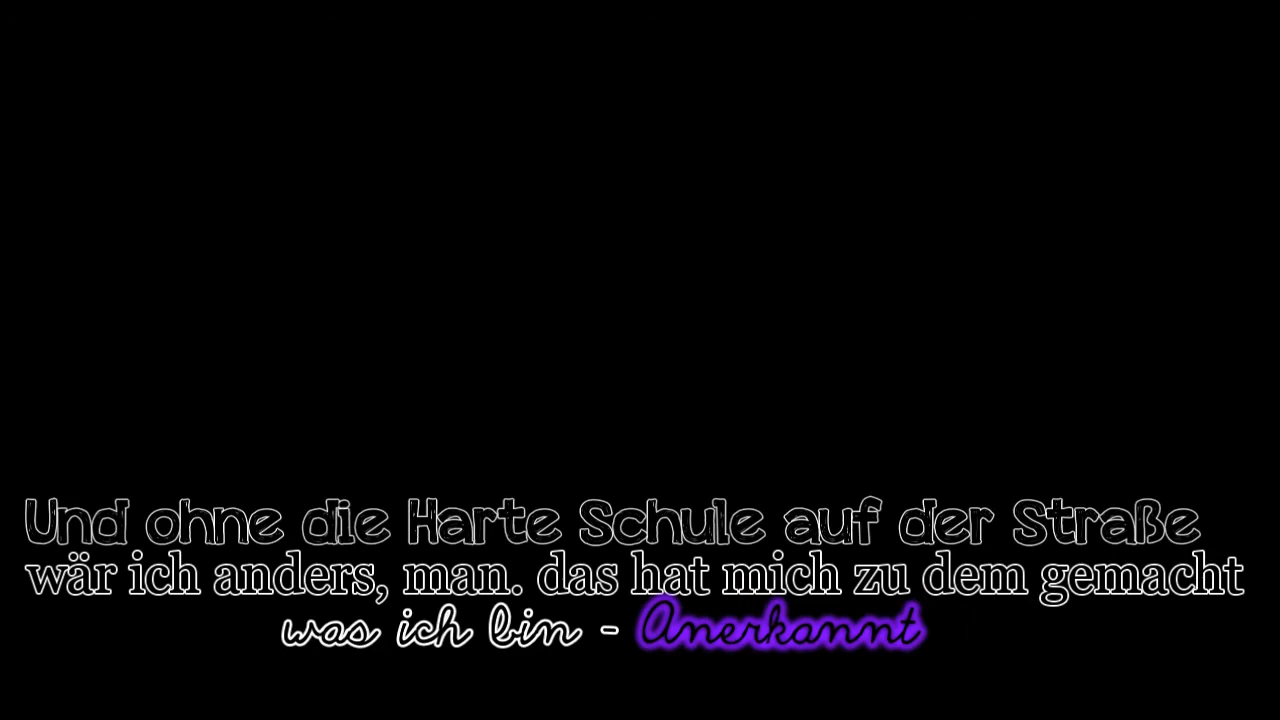 Und ohne die Harte Schule auf der Straße
wär ich anders, man. das hat mich zu dem gemacht
was ich bin - Anerkannt